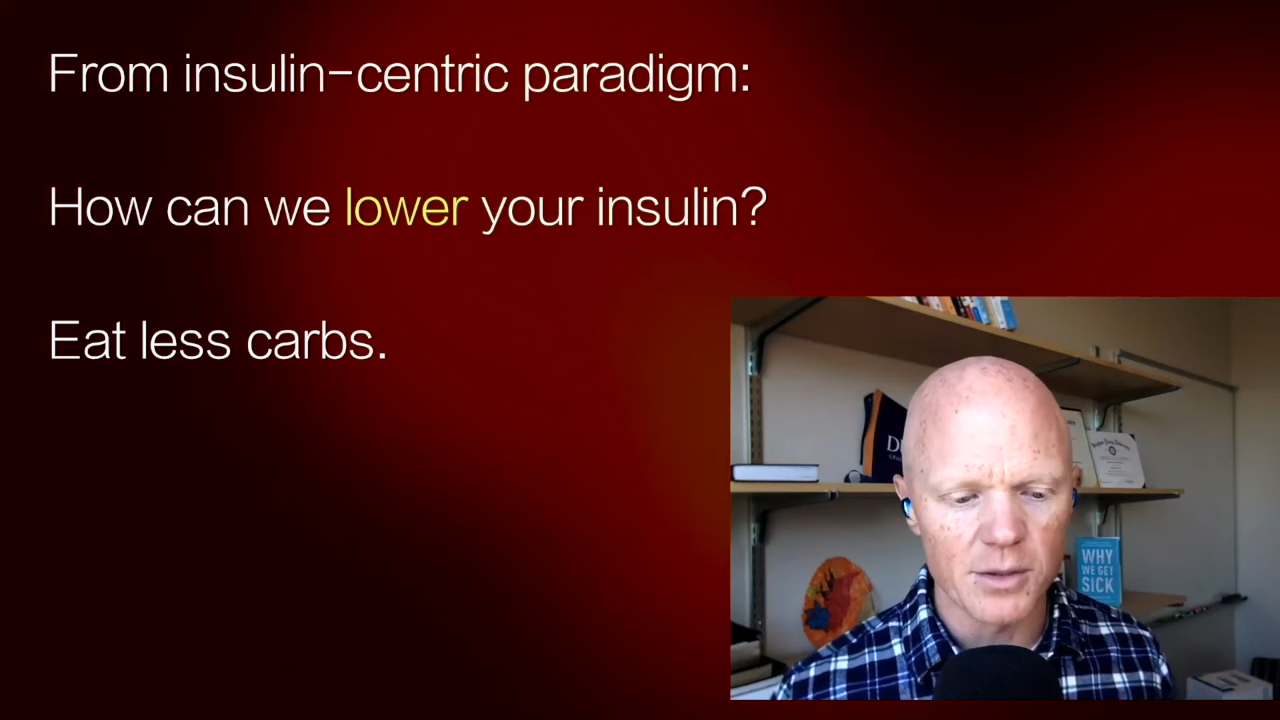 From insulin-centric paradigm:
How can we lower your insulin?
Eat less carbs.
WHY
WE GET
SICK